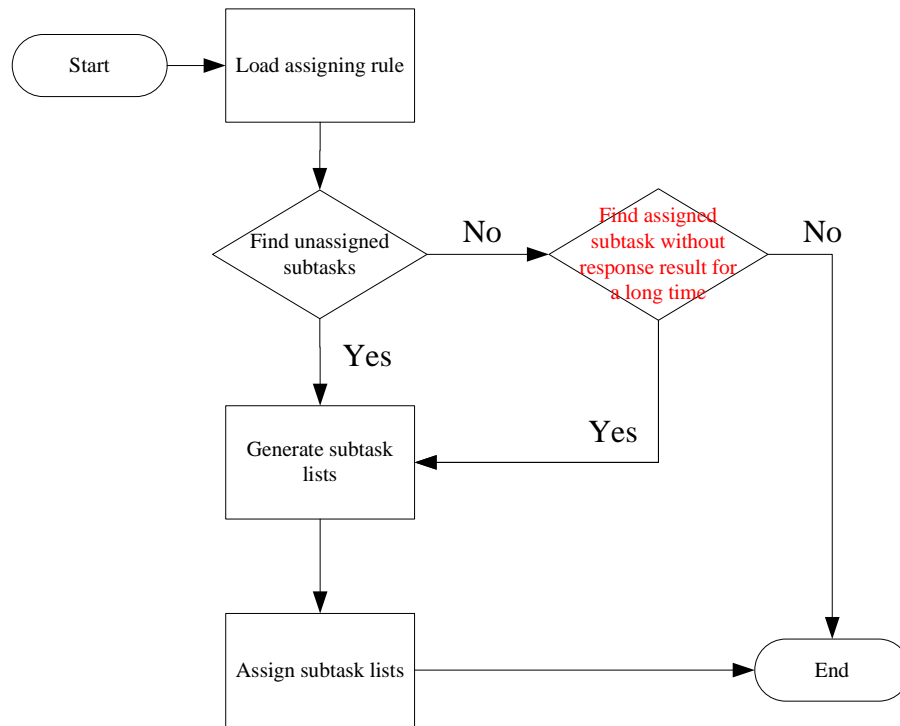 Start
Load assigning rule
Find unassigned
subtasks
No
Find assigned
subtask without
response result for
a long time
No
Yes
Yes
Generate subtask
lists
Assign subtask lists
End